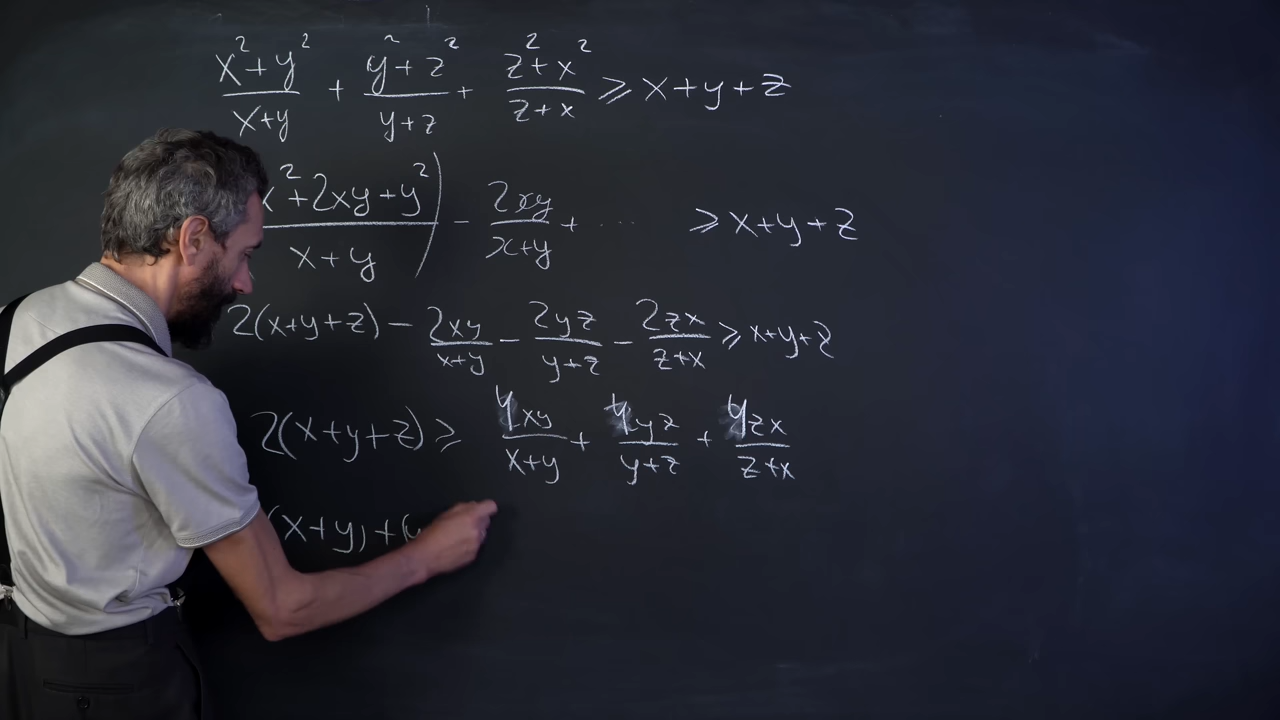 x²+y²/x+y + y²+z²/y+z + z²+x²/z+x ⩾ x+y+z
x²+2xy+y²/x+y) − 2xy/x+y + ... ⩾ x+y+z
2(x+y+z) − 2xy/x+y − 2yz/y+z − 2zx/z+x ⩾ x+y+z
2(x+y+z) ⩾ 4xy/x+y + 4yz/y+z + 4zx/z+x
(x+y)+(